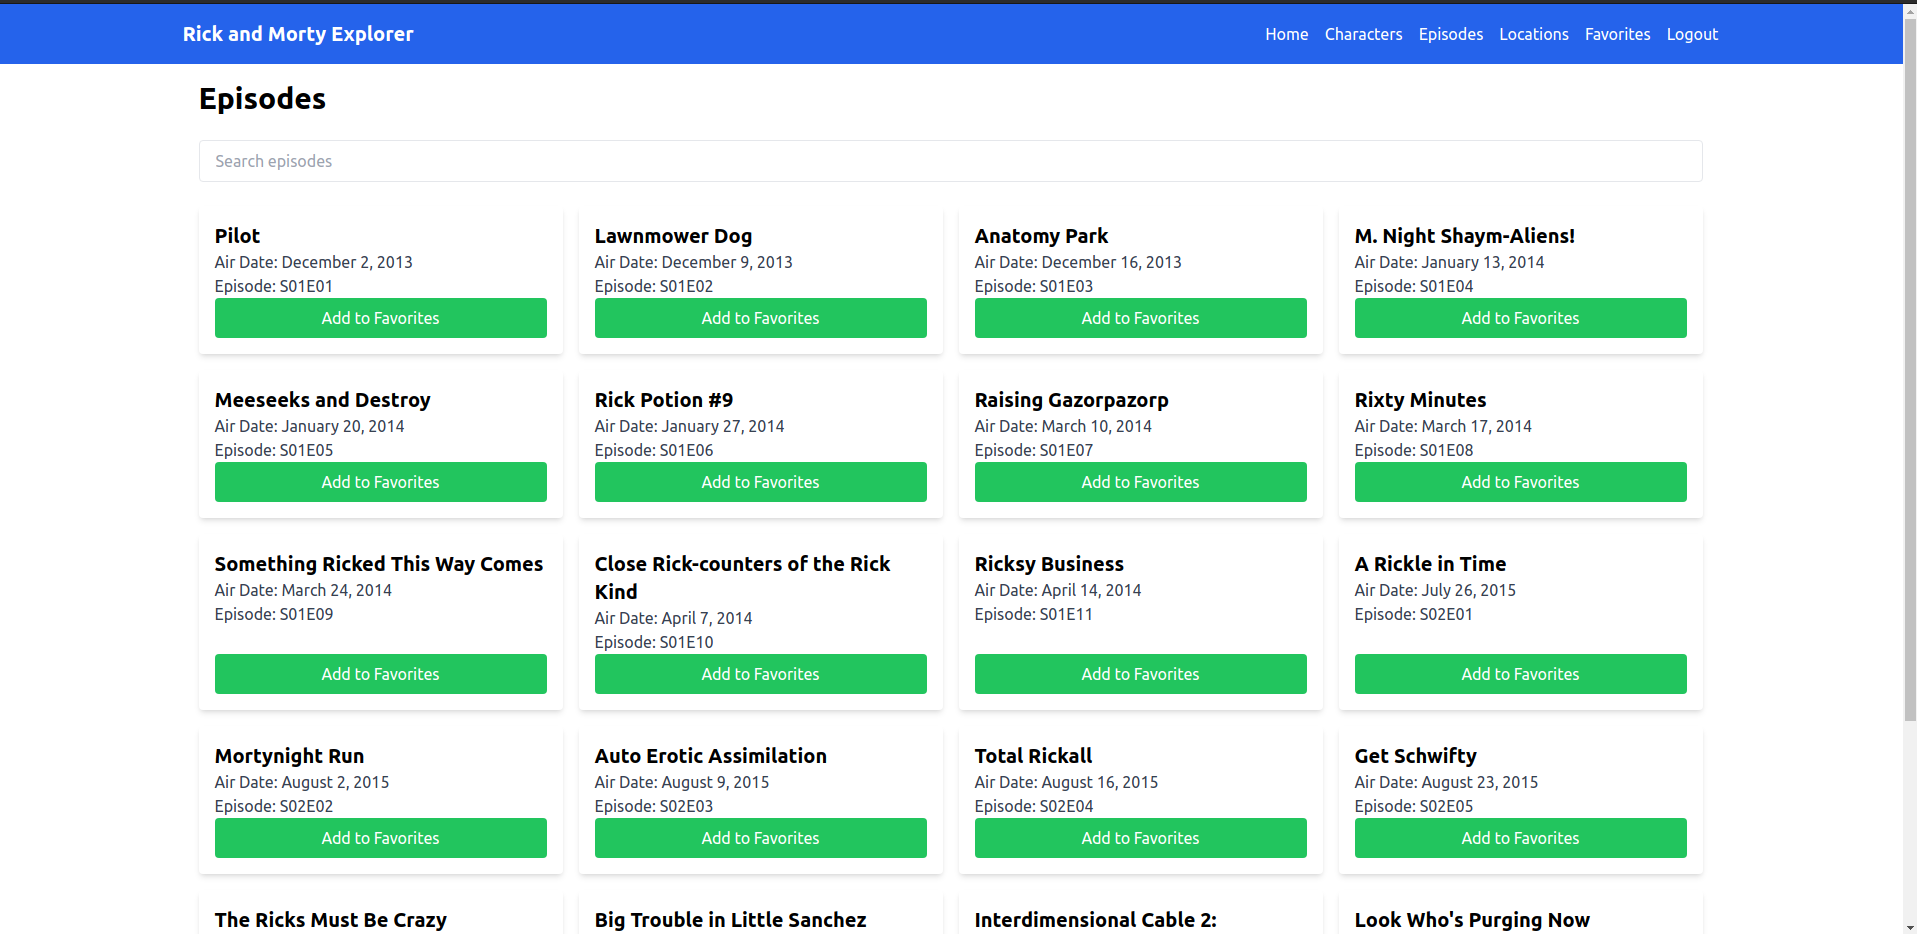 Rick and Morty Explorer
Home Characters Episodes Locations Favorites Logout
Episodes
Search episodes
Pilot
Air Date: December 2, 2013
Episode: S01E01
Add to Favorites
Lawnmower Dog
Air Date: December 9, 2013
Episode: S01E02
Add to Favorites
Anatomy Park
Air Date: December 16, 2013
Episode: S01E03
Add to Favorites
M. Night Shaym-Aliens!
Air Date: January 13, 2014
Episode: S01E04
Add to Favorites
Meeseeks and Destroy
Air Date: January 20, 2014
Episode: S01E05
Add to Favorites
Rick Potion #9
Air Date: January 27, 2014
Episode: S01E06
Add to Favorites
Raising Gazorpazorp
Air Date: March 10, 2014
Episode: S01E07
Add to Favorites
Rixty Minutes
Air Date: March 17, 2014
Episode: S01E08
Add to Favorites
Something Ricked This Way Comes
Air Date: March 24, 2014
Episode: S01E09
Add to Favorites
Close Rick-counters of the Rick
Kind
Air Date: April 7, 2014
Episode: S01E10
Add to Favorites
Ricksy Business
Air Date: April 14, 2014
Episode: S01E11
Add to Favorites
A Rickle in Time
Air Date: July 26, 2015
Episode: S02E01
Add to Favorites
Mortynight Run
Air Date: August 2, 2015
Episode: S02E02
Add to Favorites
Auto Erotic Assimilation
Air Date: August 9, 2015
Episode: S02E03
Add to Favorites
Total Rickall
Air Date: August 16, 2015
Episode: S02E04
Add to Favorites
Get Schwifty
Air Date: August 23, 2015
Episode: S02E05
Add to Favorites
The Ricks Must Be Crazy
Big Trouble in Little Sanchez
Interdimensional Cable 2:
Look Who's Purging Now